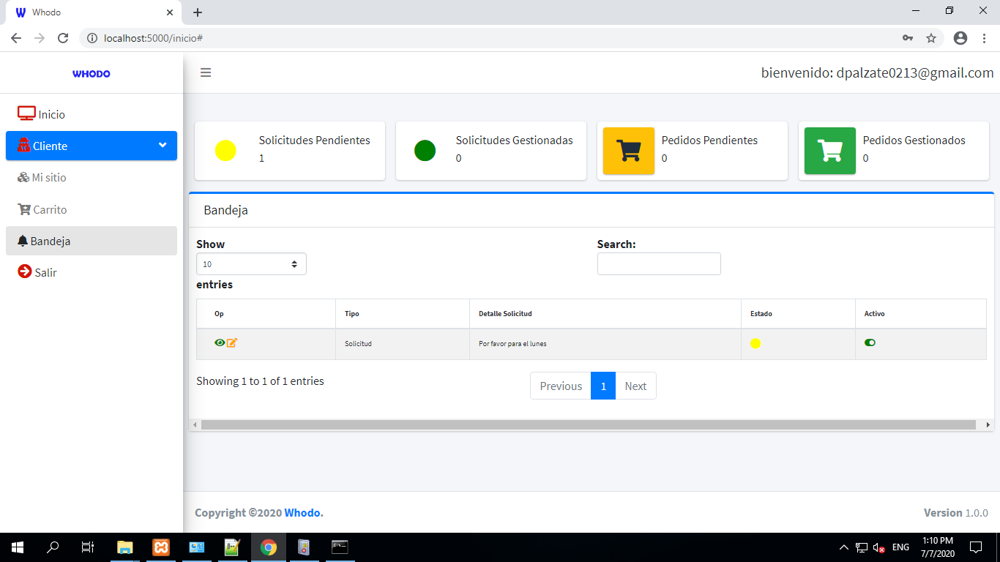 Whodo
localhost:5000/inicio#
WHODO
bienvenido: dpalzate0213@gmail.com
Inicio
Cliente
Mi sitio
Carrito
Bandeja
Salir
Solicitudes Pendientes
1
Solicitudes Gestionadas
0
Pedidos Pendientes
0
Pedidos Gestionados
0
Bandeja
Show
10
entries
Search:
Op Tipo Detalle Solicitud Estado Activo
Solicitud Por favor para el lunes
Showing 1 to 1 of 1 entries
Previous 1 Next
Copyright ©2020 Whodo.
Version 1.0.0
ENG
1:10 PM
7/7/2020